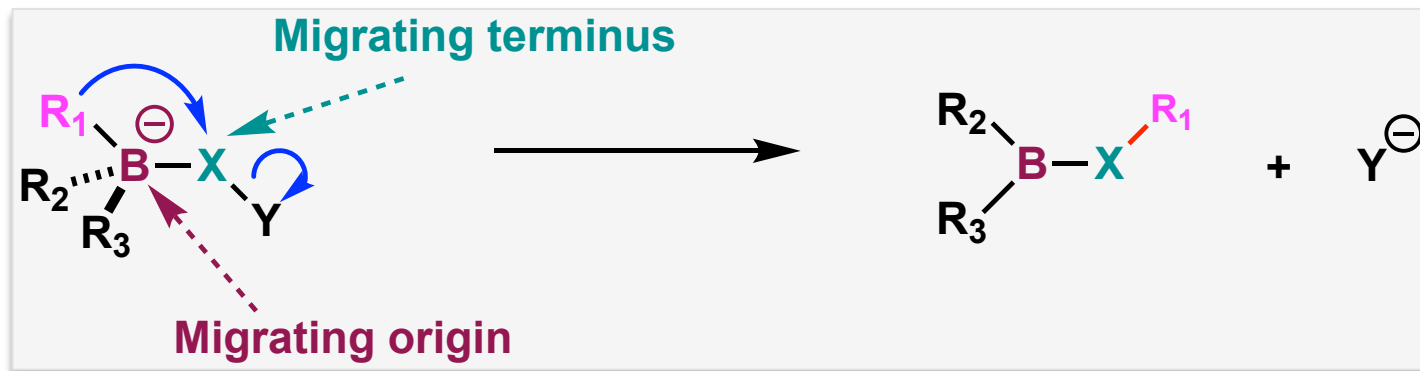 Migrating terminus
R1 ⊖ R2 R1
B X B X + Y⊖
R2 Y
R3 R3
Migrating origin